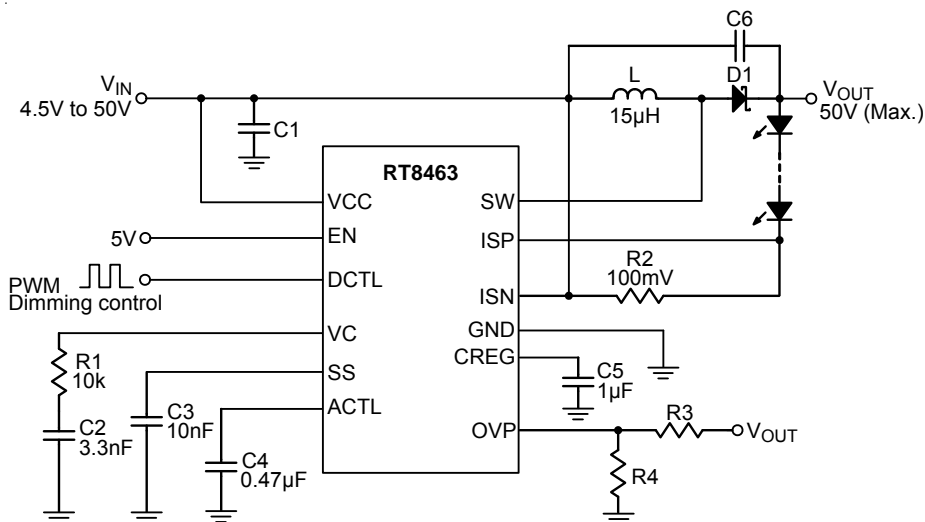 C6
VIN
4.5V to 50V
L
15µH
D1
VOUT
50V (Max.)
C1
RT8463
VCC
SW
5V
EN
ISP
PWM
Dimming control
DCTL
R2
100mV
ISN
VC
GND
R1
10k
CREG
C5
1µF
SS
C2
3.3nF
C3
10nF
ACTL
C4
0.47µF
OVP
R3
VOUT
R4